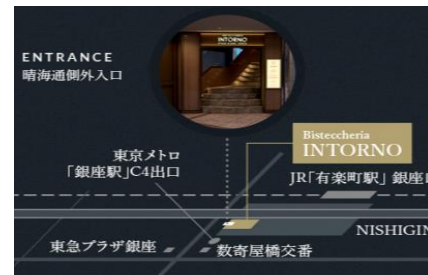 ENTRANCE
晴海通側外入口
INTORNO
Bisteccheria
INTORNO
東京メトロ
「銀座駅」C4出口
JR「有楽町駅」 銀座
NISHIGIN
東急プラザ銀座
数寄屋橋交番